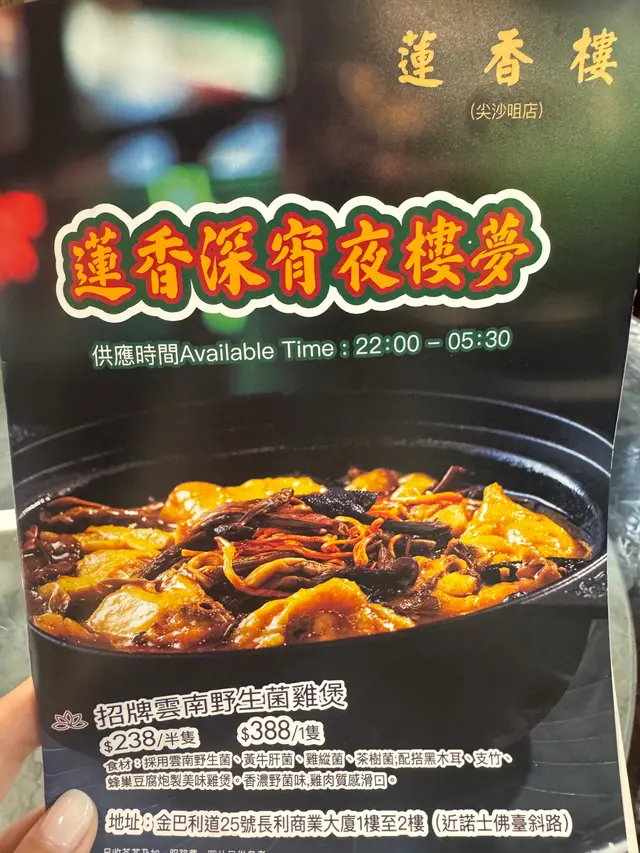 蓮香樓
(尖沙咀店)
蓮香深宵夜樓夢
供應時間Available Time : 22:00 – 05:30
招牌雲南野生菌雞煲
$238/半隻 $388/1隻
食材：採用雲南野生菌、黃牛肝菌、雞縱菌、茶樹菌;配搭黑木耳、支竹、
蜂巢豆腐炮製美味雞煲。香濃野菌味,雞肉質感滑口。
地址：金巴利道25號長利商業大廈1樓至2樓（近諾士佛臺斜路）